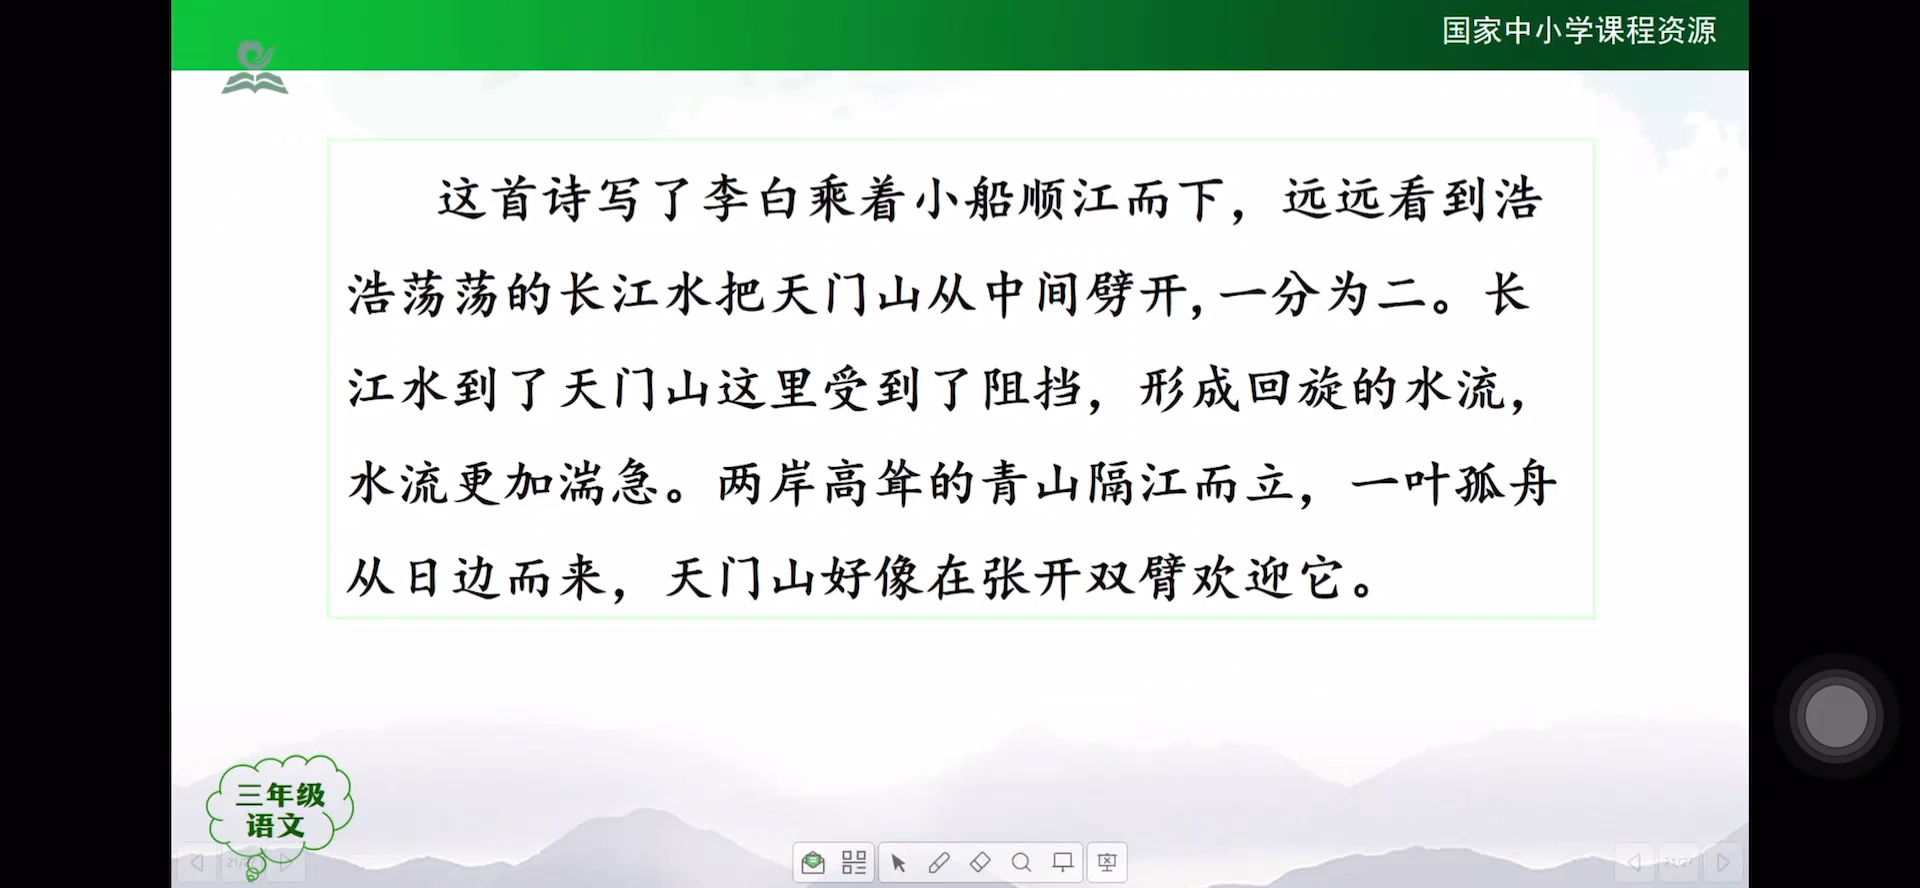 国家中小学课程资源
这首诗写了李白乘着小船顺江而下，远远看到浩
浩荡荡的长江水把天门山从中间劈开,一分为二。长
江水到了天门山这里受到了阻挡，形成回旋的水流，
水流更加湍急。两岸高耸的青山隔江而立，一叶孤舟
从日边而来，天门山好像在张开双臂欢迎它。
三年级
语文